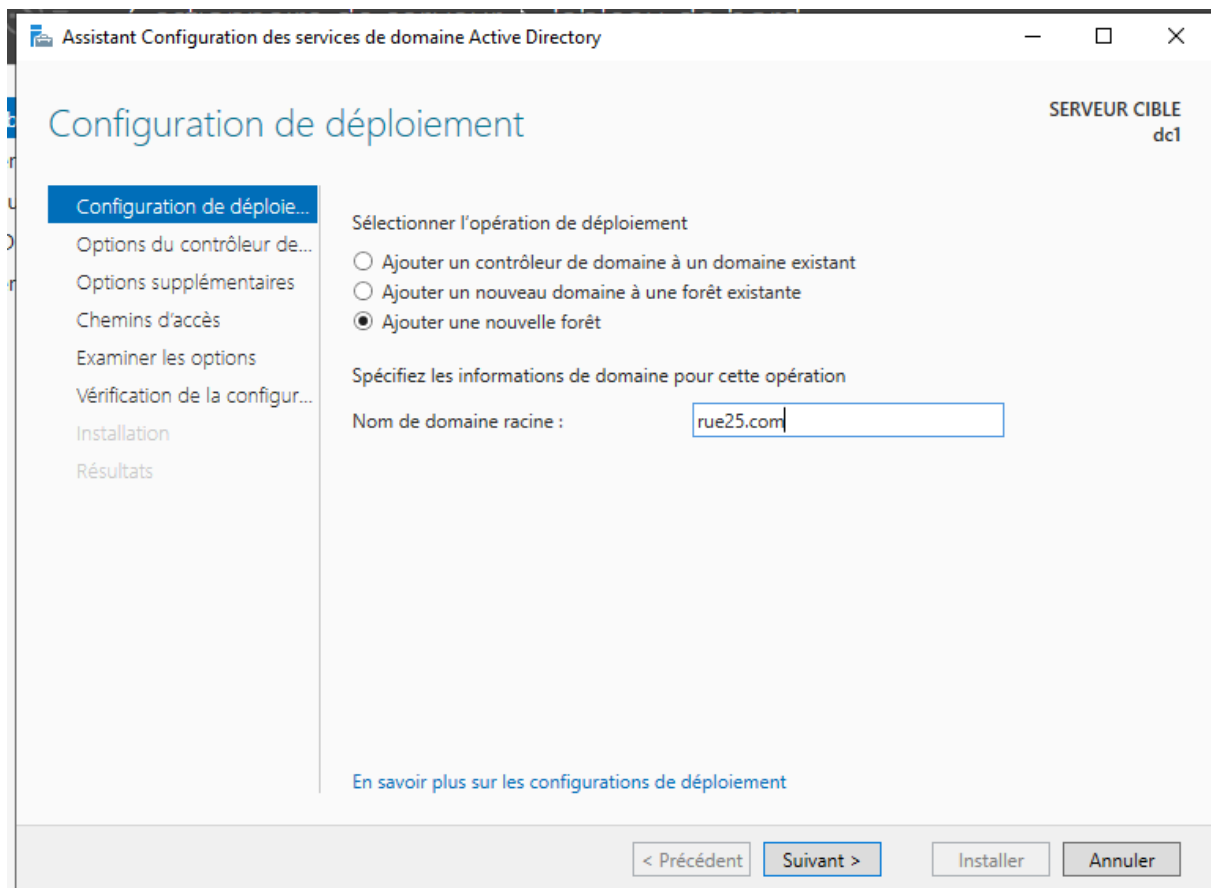 Assistant Configuration des services de domaine Active Directory
Configuration de déploiement
SERVEUR CIBLE
dc1
Configuration de déploie...
Options du contrôleur de...
Options supplémentaires
Chemins d'accès
Examiner les options
Vérification de la configur...
Installation
Résultats
Sélectionner l'opération de déploiement
Ajouter un contrôleur de domaine à un domaine existant
Ajouter un nouveau domaine à une forêt existante
Ajouter une nouvelle forêt
Spécifiez les informations de domaine pour cette opération
Nom de domaine racine : rue25.com
En savoir plus sur les configurations de déploiement
< Précédent Suivant > Installer Annuler